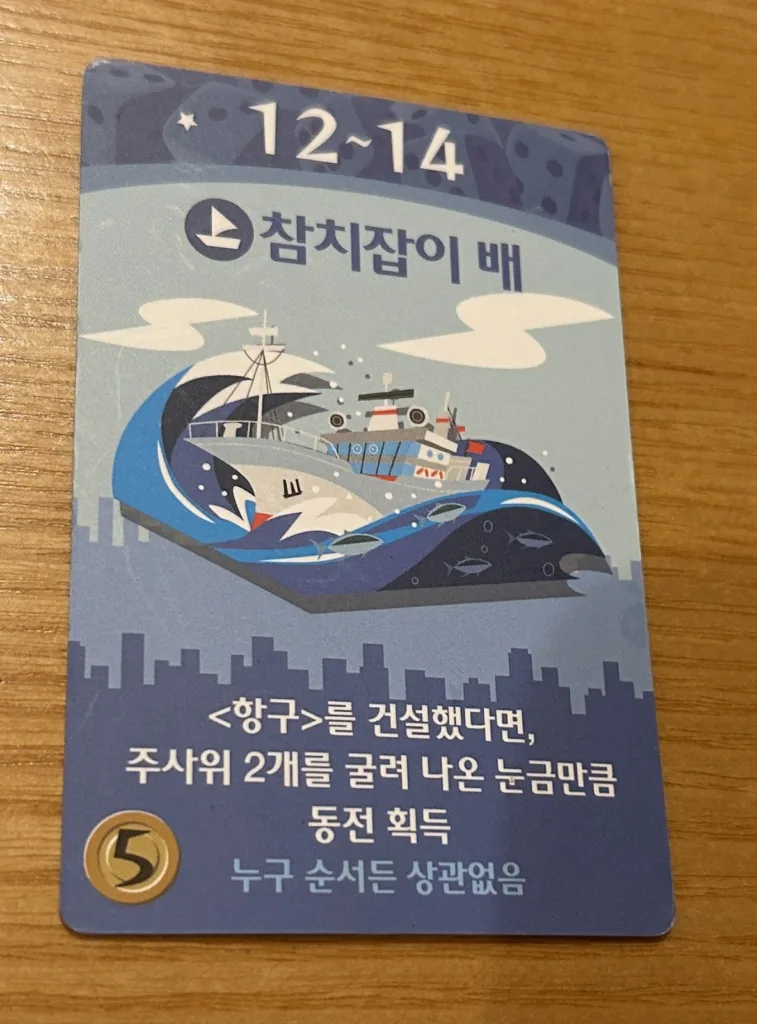 12~14
참치잡이 배
<항구>를 건설했다면,
주사위 2개를 굴려 나온 눈금만큼
동전 획득
누구 순서든 상관없음
5